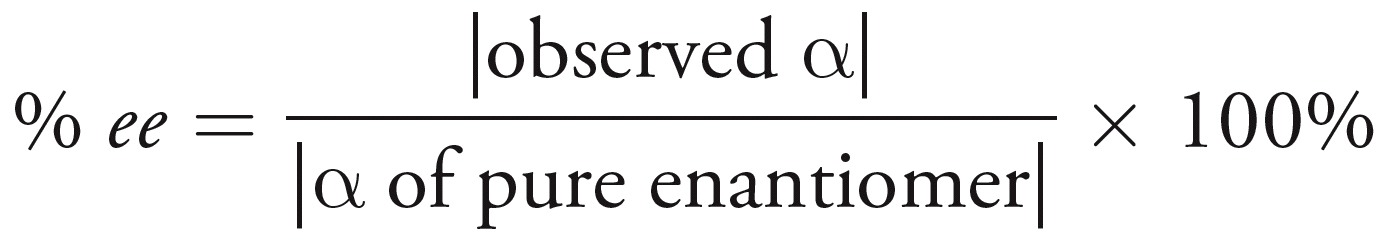 |observed α|
% ee = × 100%
|α of pure enantiomer|